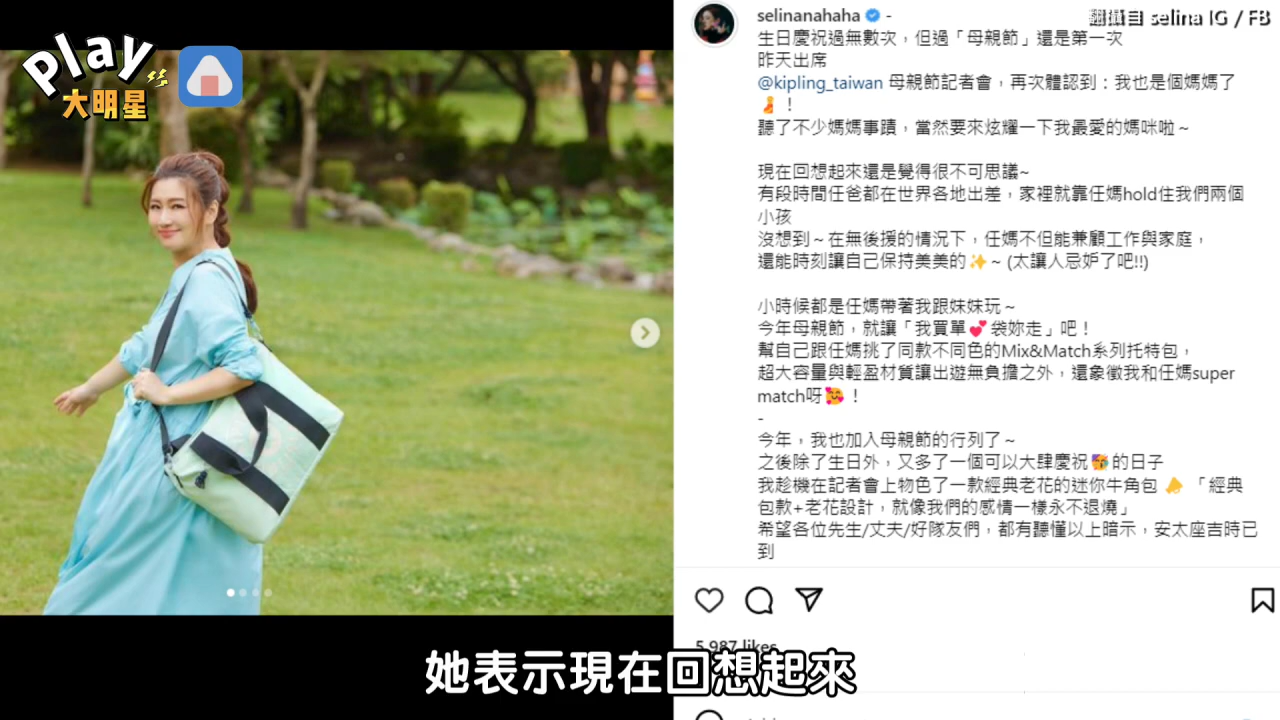 Play
大明星
selinanahaha -
翻攝自 selina IG / FB
生日慶祝過無數次，但過「母親節」還是第一次
昨天出席
@kipling_taiwan 母親節記者會，再次體認到：我也是個媽媽了
！
聽了不少媽媽事蹟，當然要來炫耀一下我最愛的媽咪啦～
現在回想起來還是覺得很不可思議~
有段時間任爸都在世界各地出差，家裡就靠任媽hold住我們兩個
小孩
沒想到～在無後援的情況下，任媽不但能兼顧工作與家庭，
還能時刻讓自己保持美美的✨～ (太讓人忌妒了吧!!)
小時候都是任媽帶著我跟妹妹玩～
今年母親節，就讓「我買單💕袋妳走」吧！
幫自己跟任媽挑了同款不同色的Mix&Match系列托特包，
超大容量與輕盈材質讓出遊無負擔之外，還象徵我和任媽super
match呀🥰！
-
今年，我也加入母親節的行列了～
之後除了生日外，又多了一個可以大肆慶祝🎊的日子
我趁機在記者會上物色了一款經典老花的迷你牛角包📣「經典
包款+老花設計，就像我們的感情一樣永不退燒」
希望各位先生/丈夫/好隊友們，都有聽懂以上暗示，安太座吉時已
到
5,987 likes
她表示現在回想起來